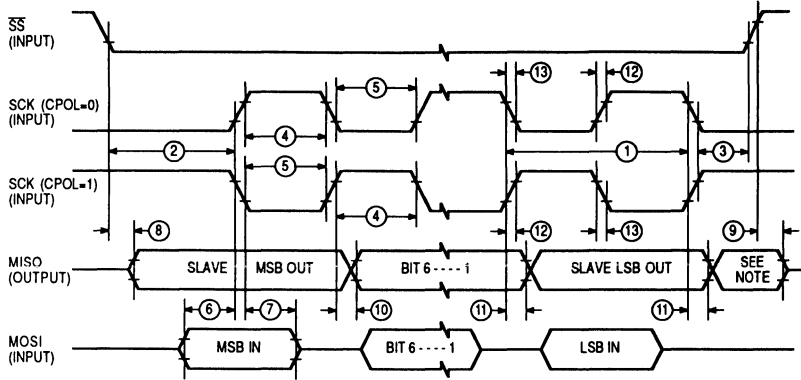 SS
(INPUT)
13
12
5
SCK (CPOL=0)
(INPUT)
4
2
5
1
3
SCK (CPOL=1)
(INPUT)
4
8
12
13
9
MISO
(OUTPUT)
SLAVE MSB OUT
BIT 6 - - - - 1
SLAVE LSB OUT
SEE
NOTE
6
7
10
11
11
MOSI
(INPUT)
MSB IN
BIT 6 - - - - 1
LSB IN